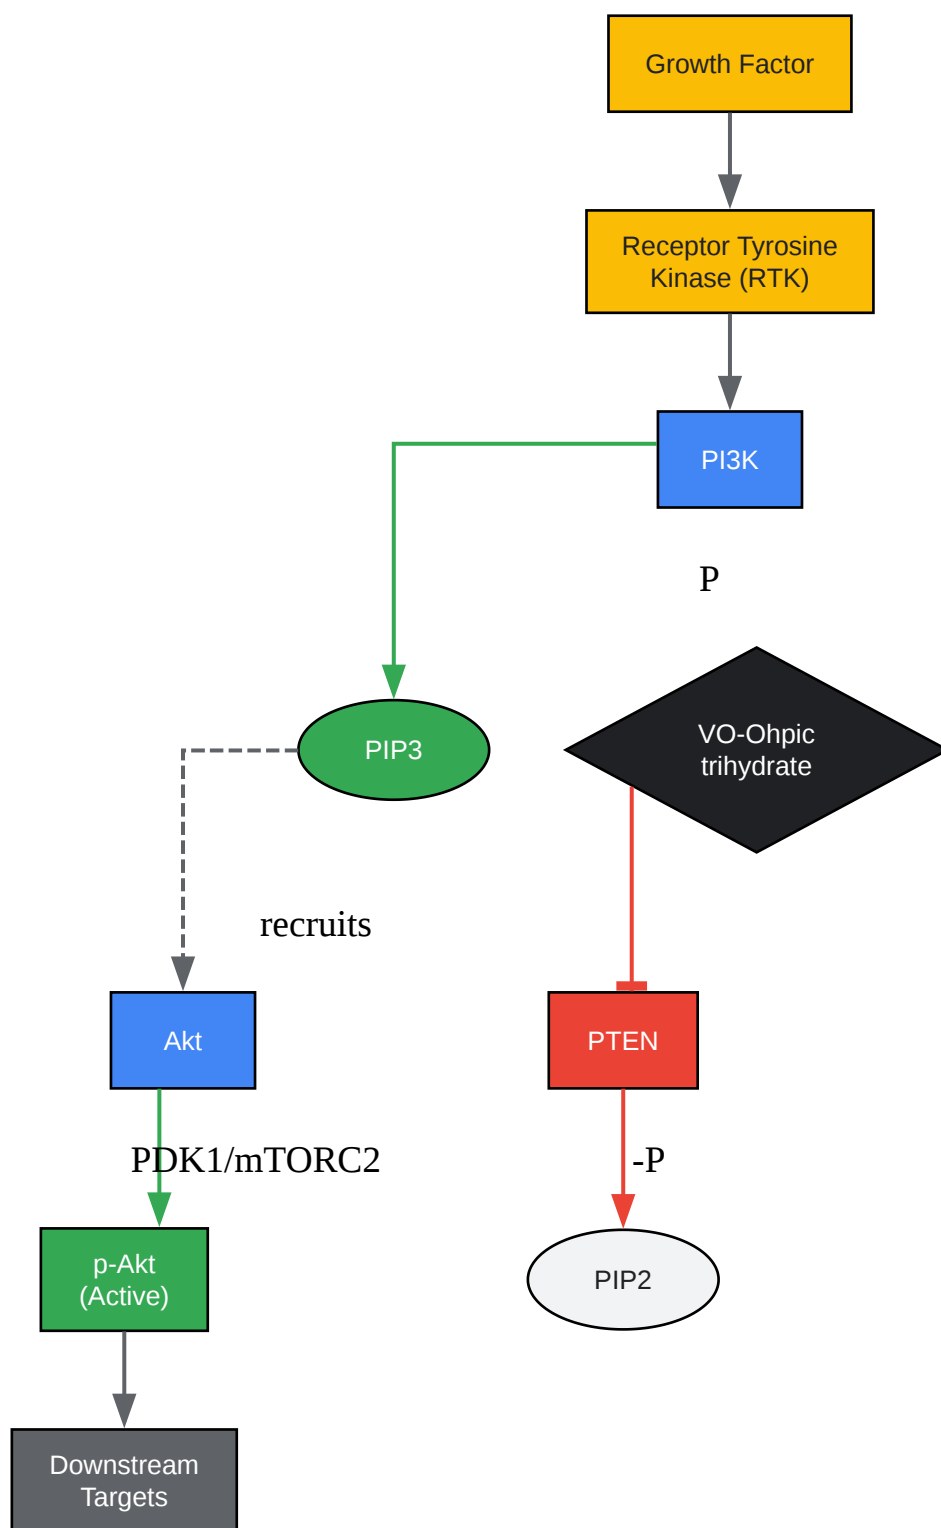 Growth Factor
Receptor Tyrosine
Kinase (RTK)
PI3K
P
PIP3
VO-Ohpic
trihydrate
recruits
Akt
PTEN
PDK1/mTORC2
-P
p-Akt
(Active)
PIP2
Downstream
Targets